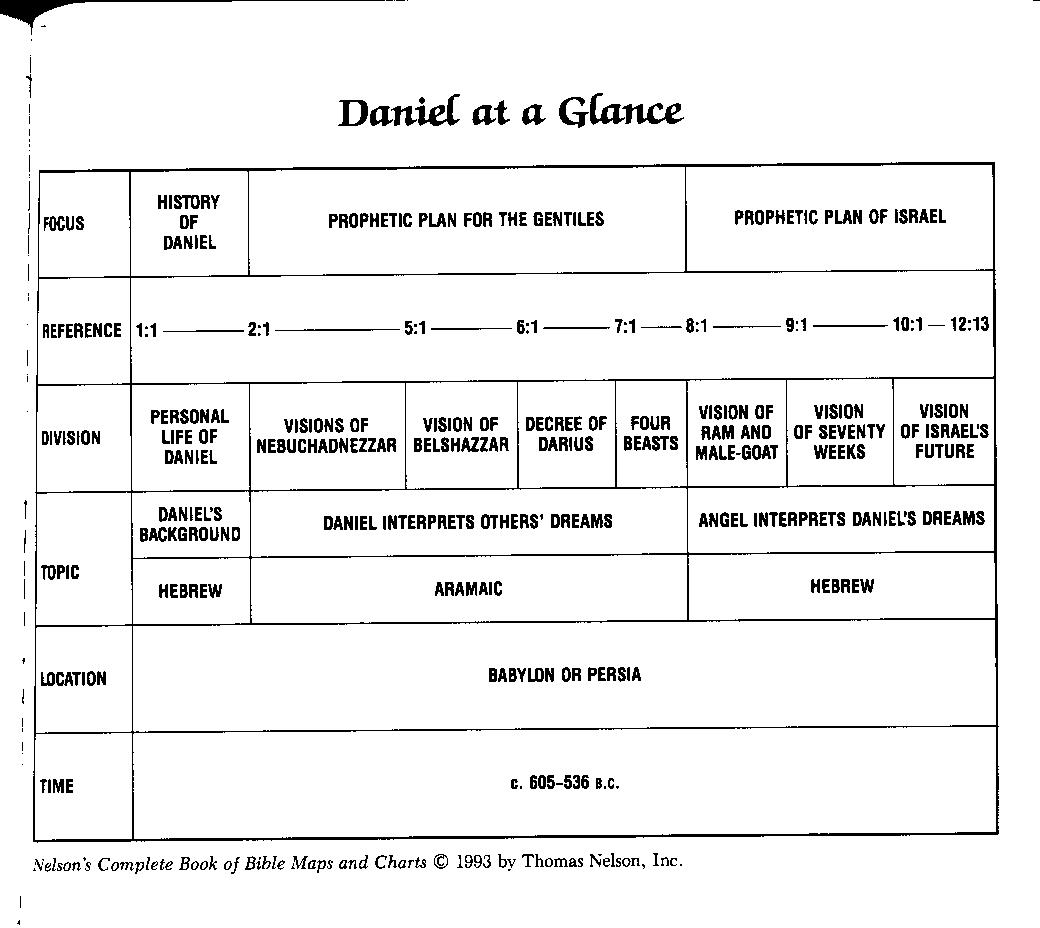 Daniel at a Glance
FOCUS
HISTORY
OF
DANIEL
PROPHETIC PLAN FOR THE GENTILES
PROPHETIC PLAN OF ISRAEL
REFERENCE
1:1 — 2:1 — 5:1 — 6:1 — 7:1 — 8:1 — 9:1 — 10:1 — 12:13
DIVISION
PERSONAL
LIFE OF
DANIEL
VISIONS OF
NEBUCHADNEZZAR
VISION OF
BELSHAZZAR
DECREE OF
DARIUS
FOUR
BEASTS
VISION OF
RAM AND
MALE-GOAT
VISION
OF SEVENTY
WEEKS
VISION
OF ISRAEL'S
FUTURE
TOPIC
DANIEL'S
BACKGROUND
DANIEL INTERPRETS OTHERS' DREAMS
ANGEL INTERPRETS DANIEL'S DREAMS
HEBREW
ARAMAIC
HEBREW
LOCATION
BABYLON OR PERSIA
TIME
c. 605–536 B.C.
Nelson's Complete Book of Bible Maps and Charts © 1993 by Thomas Nelson, Inc.